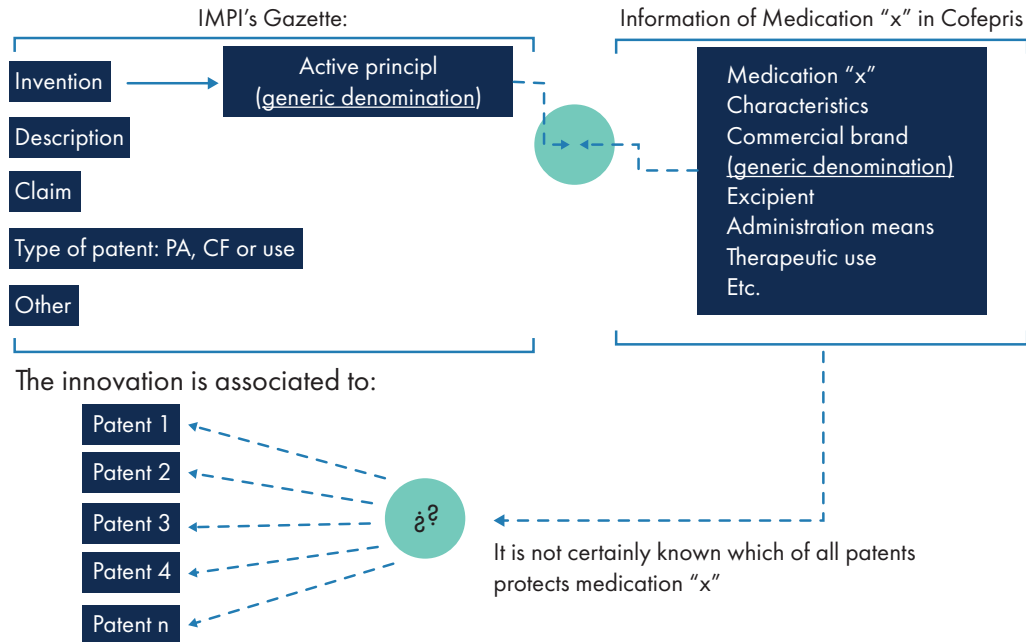 IMPI's Gazette:
Information of Medication "x" in Cofepris
Invention
Active principl
(generic denomination)
Description
Claim
Type of patent: PA, CF or use
Other
Medication "x"
Characteristics
Commercial brand
(generic denomination)
Excipient
Administration means
Therapeutic use
Etc.
The innovation is associated to:
Patent 1
Patent 2
Patent 3
Patent 4
Patent n
¿?
It is not certainly known which of all patents
protects medication "x"